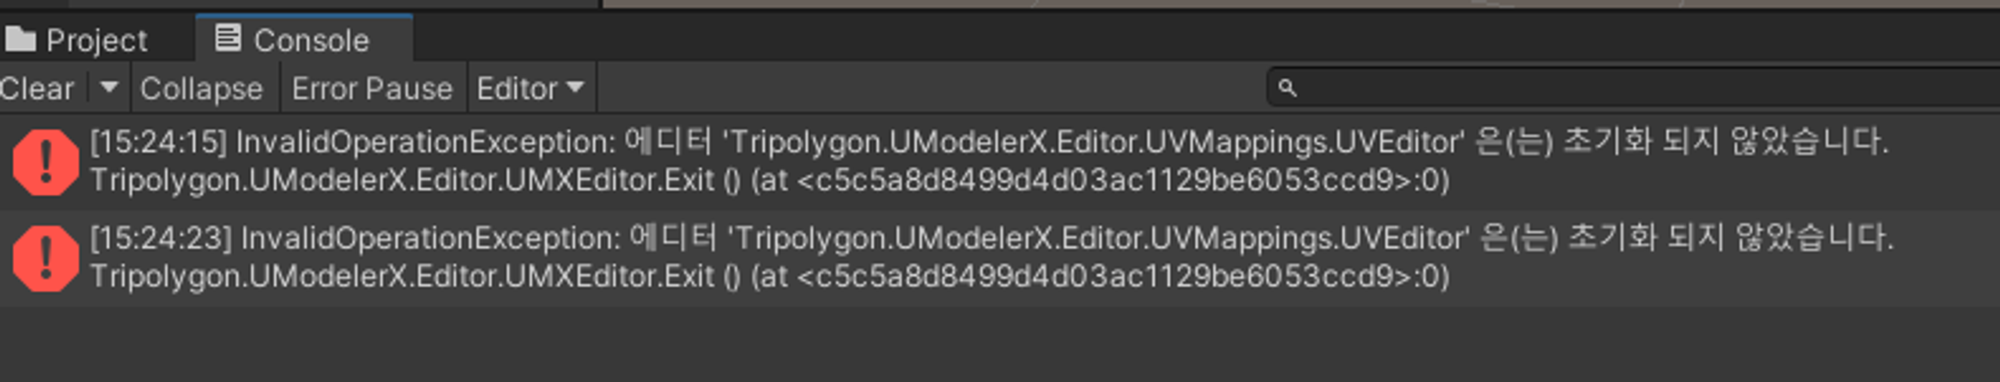 Project Console
Clear Collapse Error Pause Editor
[15:24:15] InvalidOperationException: 에디터 'Tripolygon.UModelerX.Editor.UVMappings.UVEditor' 은(는) 초기화 되지 않았습니다.
Tripolygon.UModelerX.Editor.UMXEditor.Exit () (at <c5c5a8d8499d4d03ac1129be6053ccd9>:0)
[15:24:23] InvalidOperationException: 에디터 'Tripolygon.UModelerX.Editor.UVMappings.UVEditor' 은(는) 초기화 되지 않았습니다.
Tripolygon.UModelerX.Editor.UMXEditor.Exit () (at <c5c5a8d8499d4d03ac1129be6053ccd9>:0)